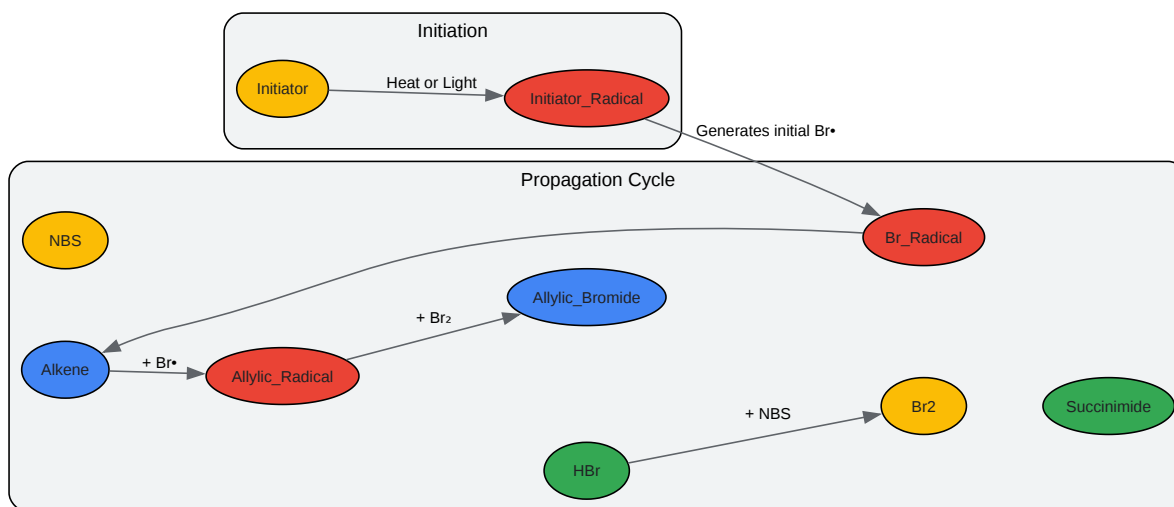 Initiation
Initiator
Heat or Light
Initiator_Radical
Generates initial Br•
Propagation Cycle
NBS
Br_Radical
Allylic_Bromide
+ Br₂
Alkene
+ Br•
Allylic_Radical
+ NBS
Br2
Succinimide
HBr